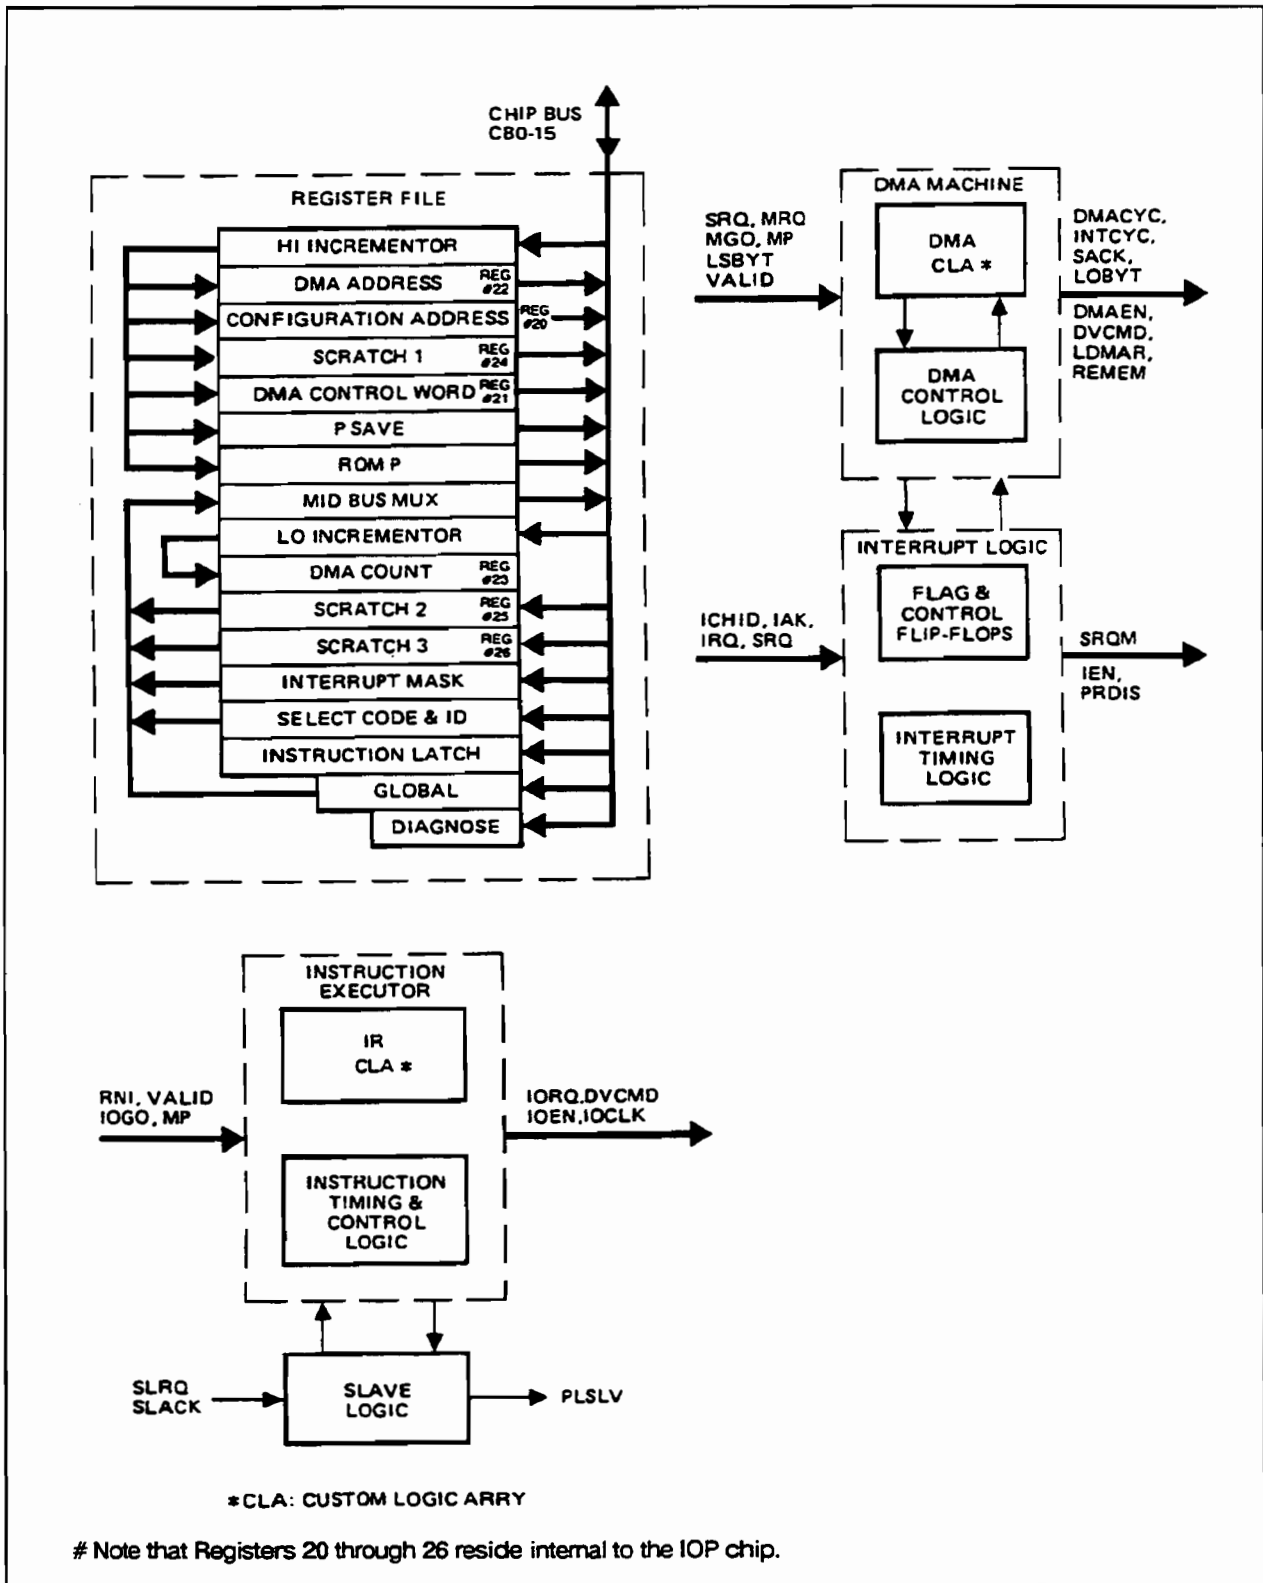 CHIP BUS
CB0-15
REGISTER FILE
HI INCREMENTOR
DMA ADDRESS REG #22
CONFIGURATION ADDRESS REG #20
SCRATCH 1 REG #24
DMA CONTROL WORD REG #21
P SAVE
ROM P
MID BUS MUX
LO INCREMENTOR
DMA COUNT REG #23
SCRATCH 2 REG #25
SCRATCH 3 REG #26
INTERRUPT MASK
SELECT CODE & ID
INSTRUCTION LATCH
GLOBAL
DIAGNOSE
SRQ, MRQ
MGO, MP
LSBYT
VALID
DMA MACHINE
DMA
CLA *
DMA
CONTROL
LOGIC
DMACYC,
INTCYC,
SACK,
LOBYT
DMAEN,
DVCMD,
LDMAR,
REMEM
ICHID, IAK,
IRQ, SRQ
INTERRUPT LOGIC
FLAG &
CONTROL
FLIP-FLOPS
INTERRUPT
TIMING
LOGIC
SRQM
IEN,
PRDIS
INSTRUCTION
EXECUTOR
IR
CLA *
INSTRUCTION
TIMING &
CONTROL
LOGIC
RNI, VALID
IOGO, MP
IORQ.DVCMD
IOEN,IOCLK
SLRQ
SLACK
SLAVE
LOGIC
PLSLV
*CLA: CUSTOM LOGIC ARRY
# Note that Registers 20 through 26 reside internal to the IOP chip.